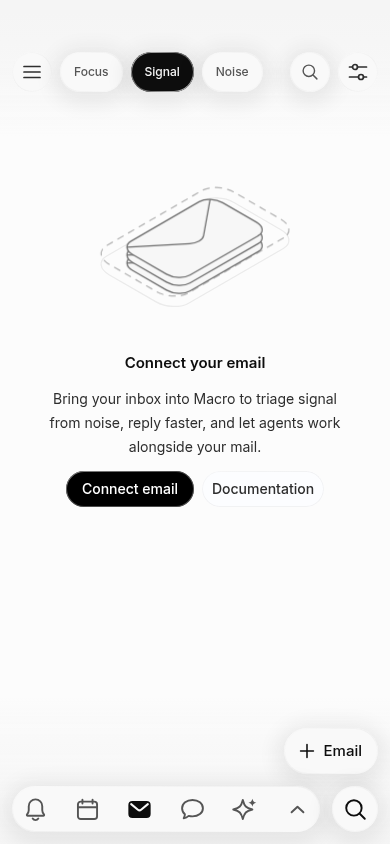 Focus
Signal
Noise
Connect your email
Bring your inbox into Macro to triage signal
from noise, reply faster, and let agents work
alongside your mail.
Connect email
Documentation
Email